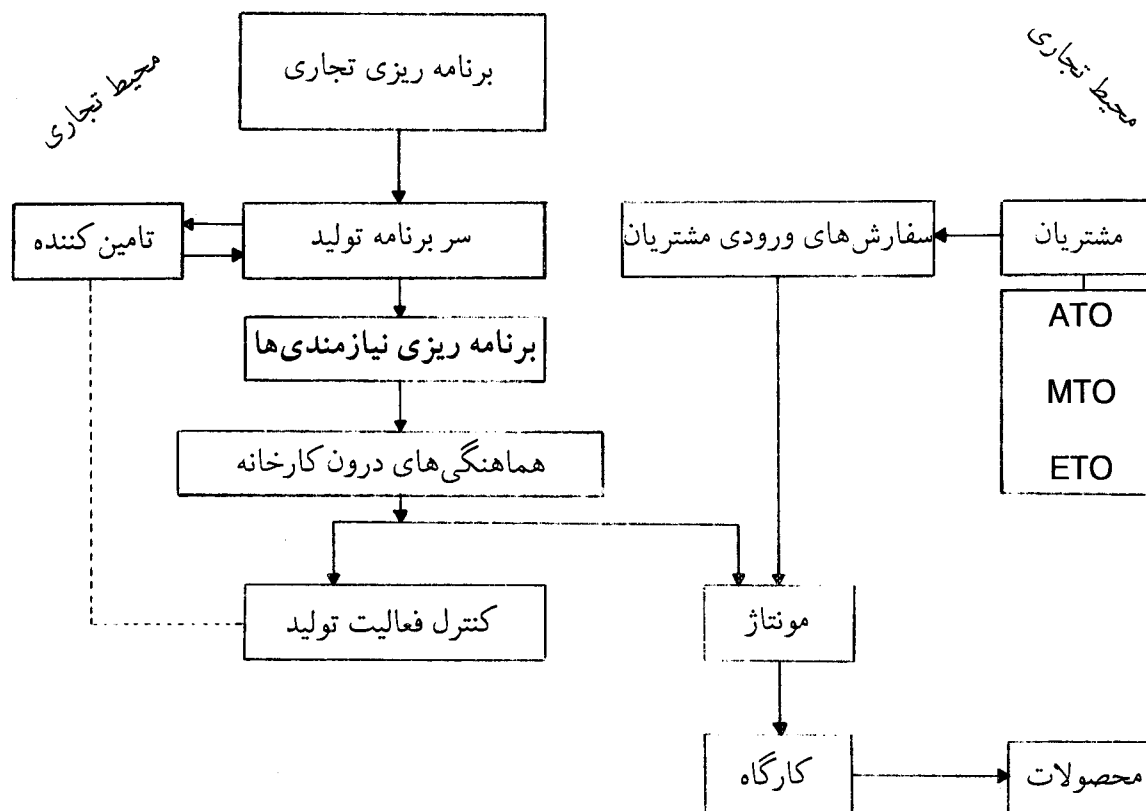 محیط تجاری
برنامه ریزی تجاری
محیط تجاری
تامین کننده
سر برنامه تولید
سفارش‌های ورودی مشتریان
مشتریان
ATO
MTO
ETO
برنامه ریزی نیازمندی‌ها
هماهنگی‌های درون کارخانه
کنترل فعالیت تولید
مونتاژ
کارگاه
محصولات